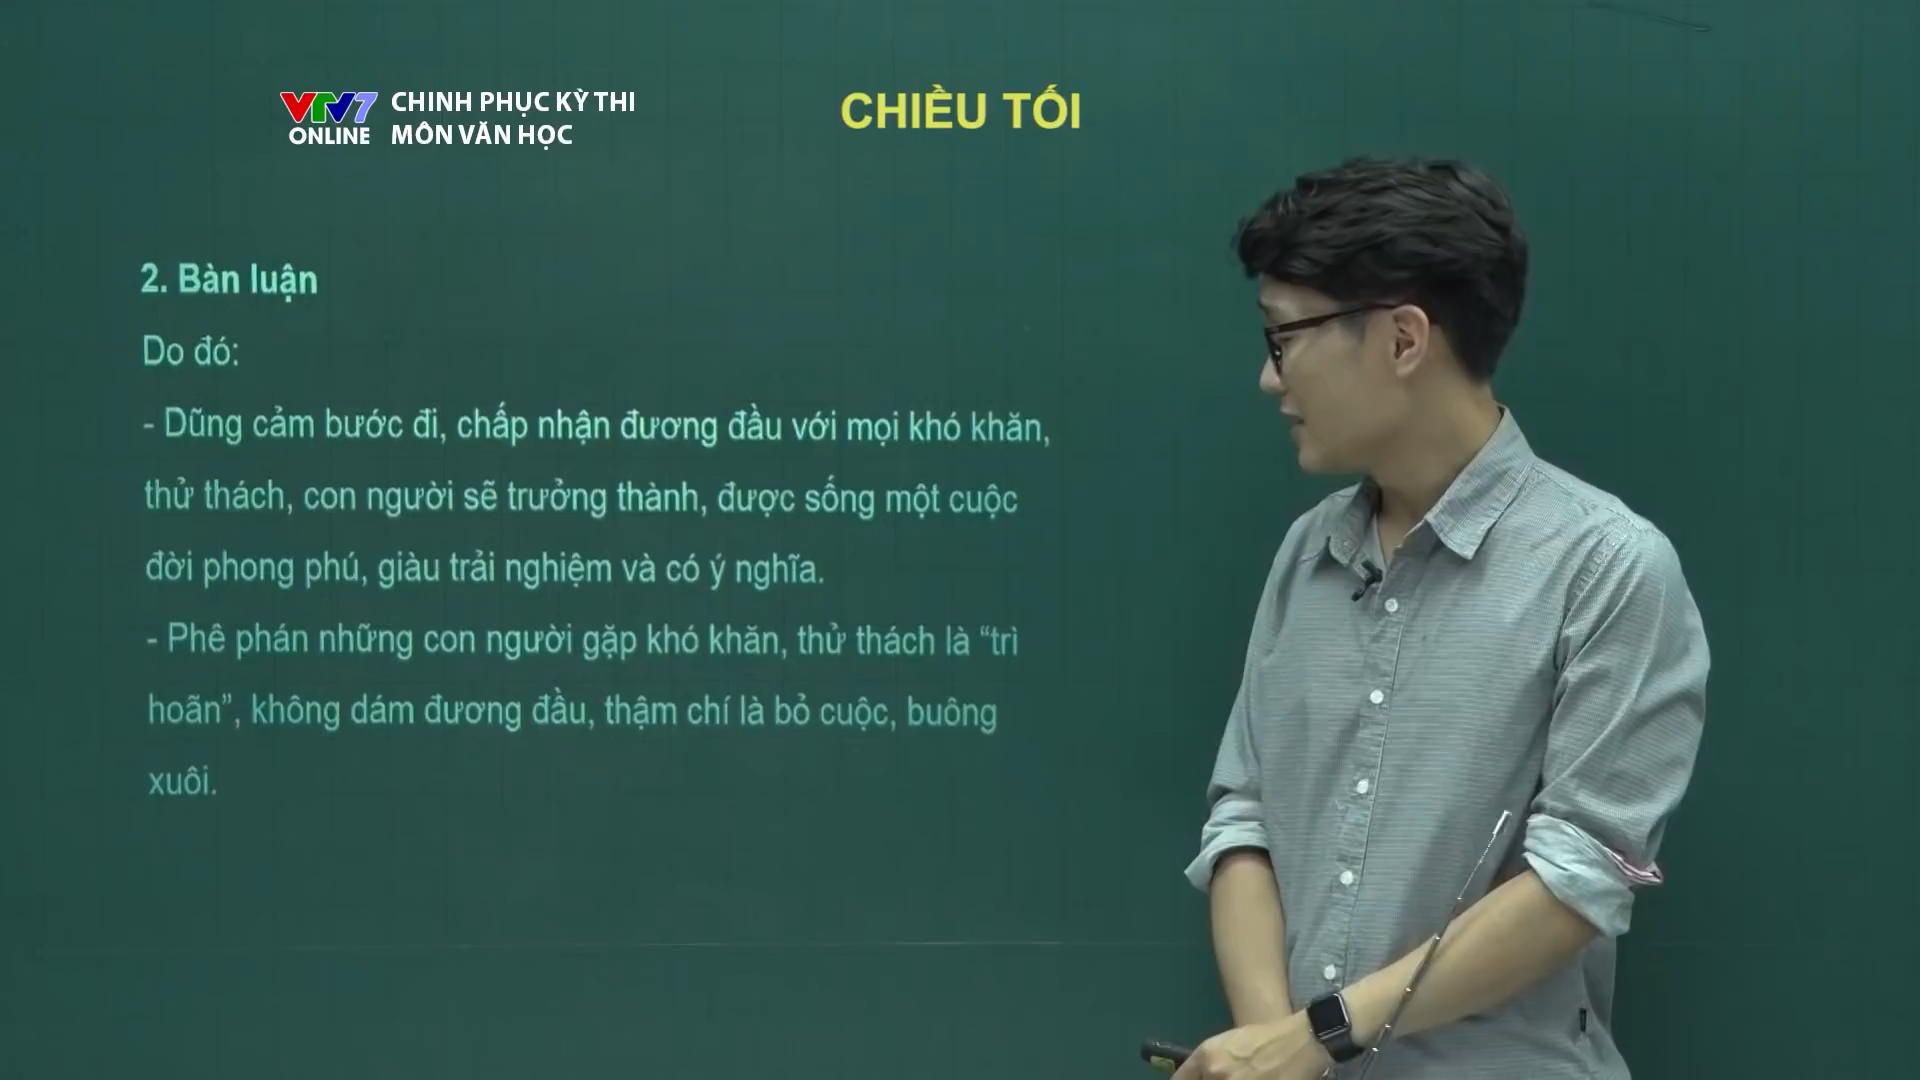 VTV7
ONLINE
CHINH PHỤC KỲ THI
MÔN VĂN HỌC
CHIỀU TỐI
2. Bàn luận
Do đó:
- Dũng cảm bước đi, chấp nhận đương đầu với mọi khó khăn,
thử thách, con người sẽ trưởng thành, được sống một cuộc
đời phong phú, giàu trải nghiệm và có ý nghĩa.
- Phê phán những con người gặp khó khăn, thử thách là “trì
hoãn”, không dám đương đầu, thậm chí là bỏ cuộc, buông
xuôi.